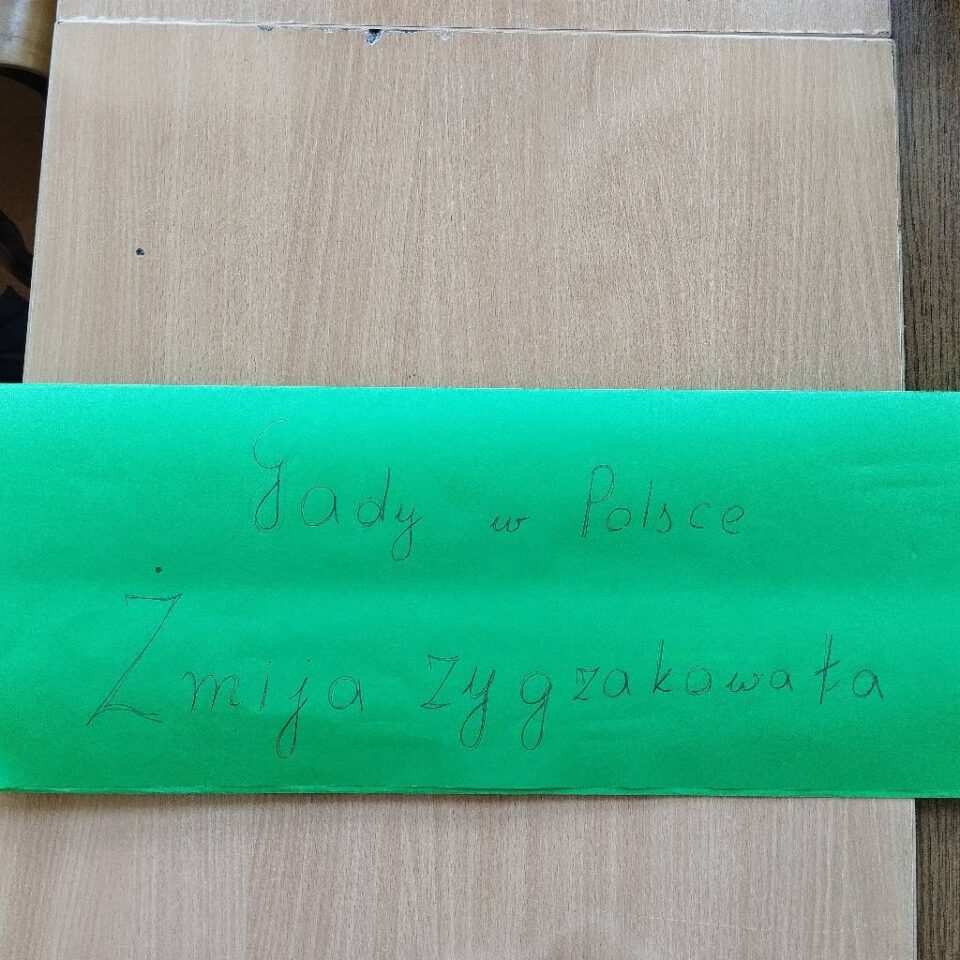 Gady w Polsce
Żmija zygzakowata